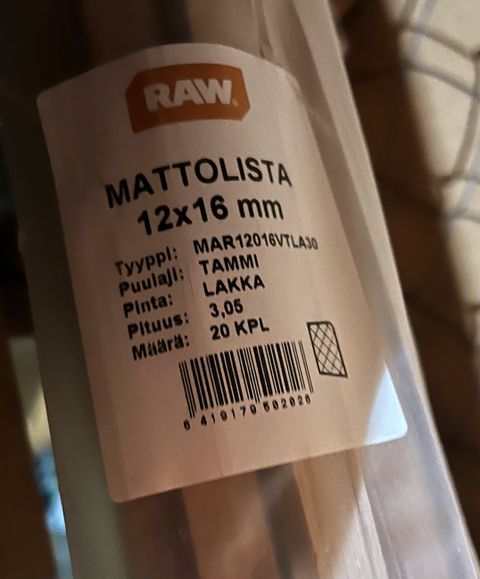 RAW®
MATTOLISTA
12x16 mm
Tyyppi: MAR12016VTLA30
Puulaji: TAMMI
Pinta: LAKKA
Pituus: 3,05
Määrä: 20 KPL
6 419179 502026